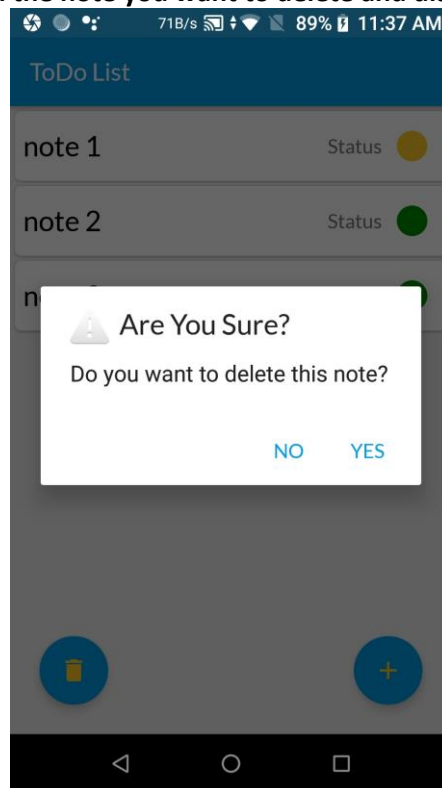 the note you want to delete and
71B/s 89% 11:37 AM
ToDo List
note 1 Status
note 2 Status
Are You Sure?
Do you want to delete this note?
NO YES